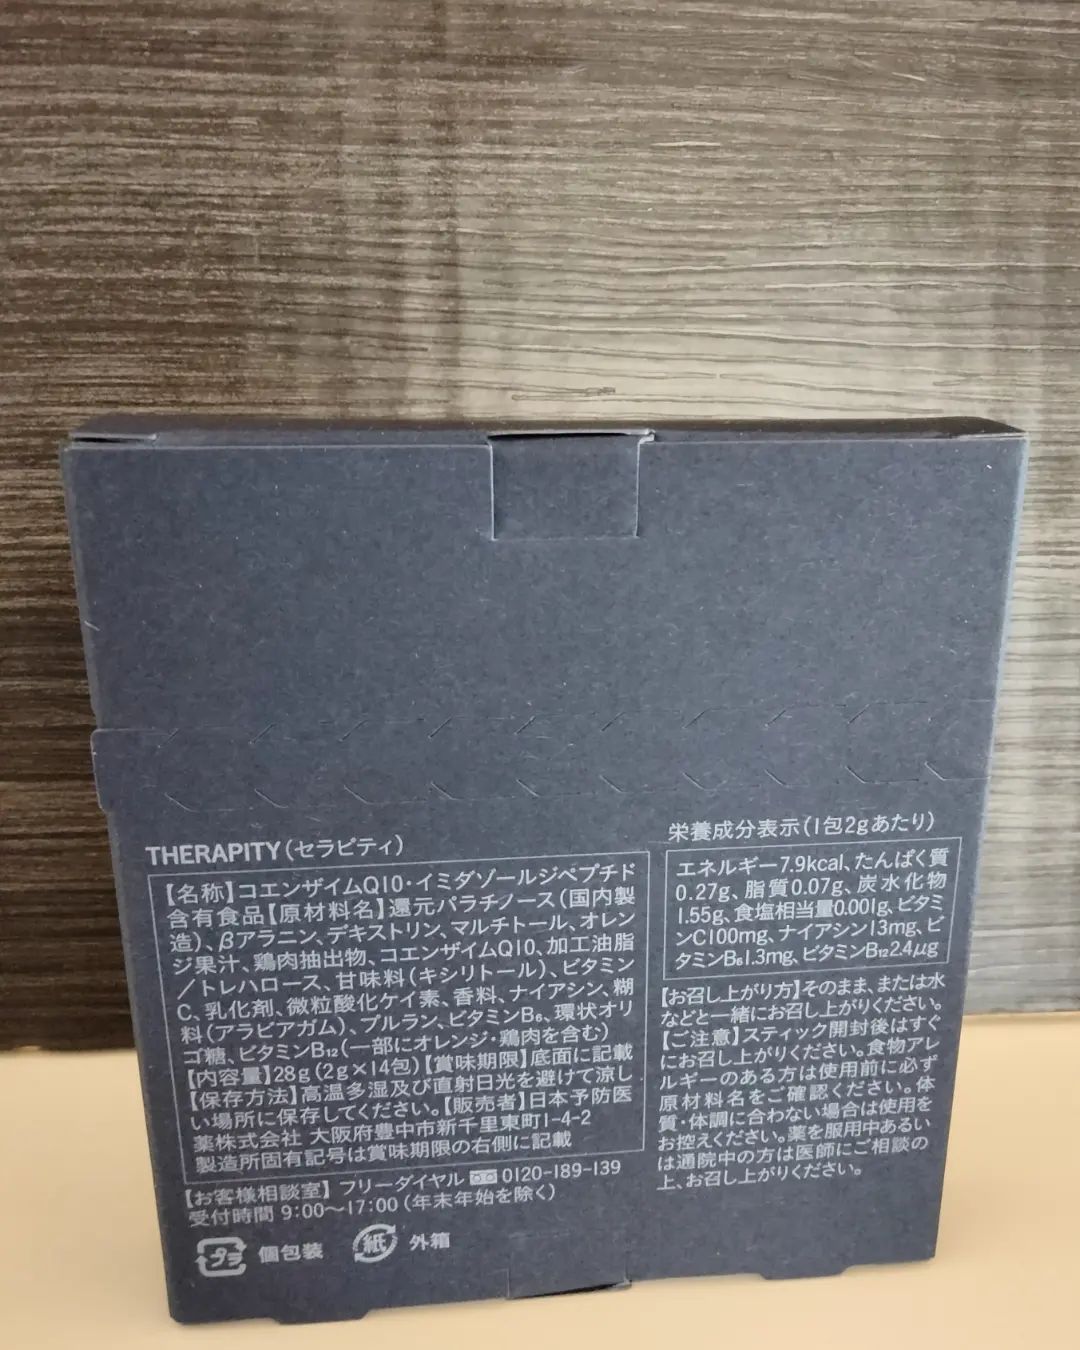 THERAPITY(セラピティ)
【名称】コエンザイムQ10・イミダゾールジペプチド
含有食品【原材料名】還元パラチノース(国内製
造)、βアラニン、デキストリン、マルチトール、オレン
ジ果汁、鶏肉抽出物、コエンザイムQ10、加工油脂
/トレハロース、甘味料(キシリトール)、ビタミン
C、乳化剤、微粒酸化ケイ素、香料、ナイアシン、糊
料(アラビアガム)、プルラン、ビタミンB₆、環状オリ
ゴ糖、ビタミンB₁₂(一部にオレンジ・鶏肉を含む)
【内容量】28g(2g×14包)【賞味期限】底面に記載
【保存方法】高温多湿及び直射日光を避けて涼し
い場所に保存してください。【販売者】日本予防医
薬株式会社 大阪府豊中市新千里東町1-4-2
製造所固有記号は賞味期限の右側に記載
【お客様相談室】フリーダイヤル 0120-189-139
受付時間 9:00〜17:00(年末年始を除く)
プラ 個包装 紙 外箱
栄養成分表示(1包2gあたり)
エネルギー7.9kcal、たんぱく質
0.27g、脂質0.07g、炭水化物
1.55g、食塩相当量0.001g、ビタミ
ンC100mg、ナイアシン13mg、ビ
タミンB₆1.3mg、ビタミンB₁₂2.4μg
【お召し上がり方】そのまま、または水
などと一緒にお召し上がりください。
【ご注意】スティック開封後はすぐ
にお召し上がりください。食物アレ
ルギーのある方は使用前に必ず
原材料名をご確認ください。体
質・体調に合わない場合は使用を
お控えください。薬を服用中あるい
は通院中の方は医師にご相談の
上、お召し上がりください。